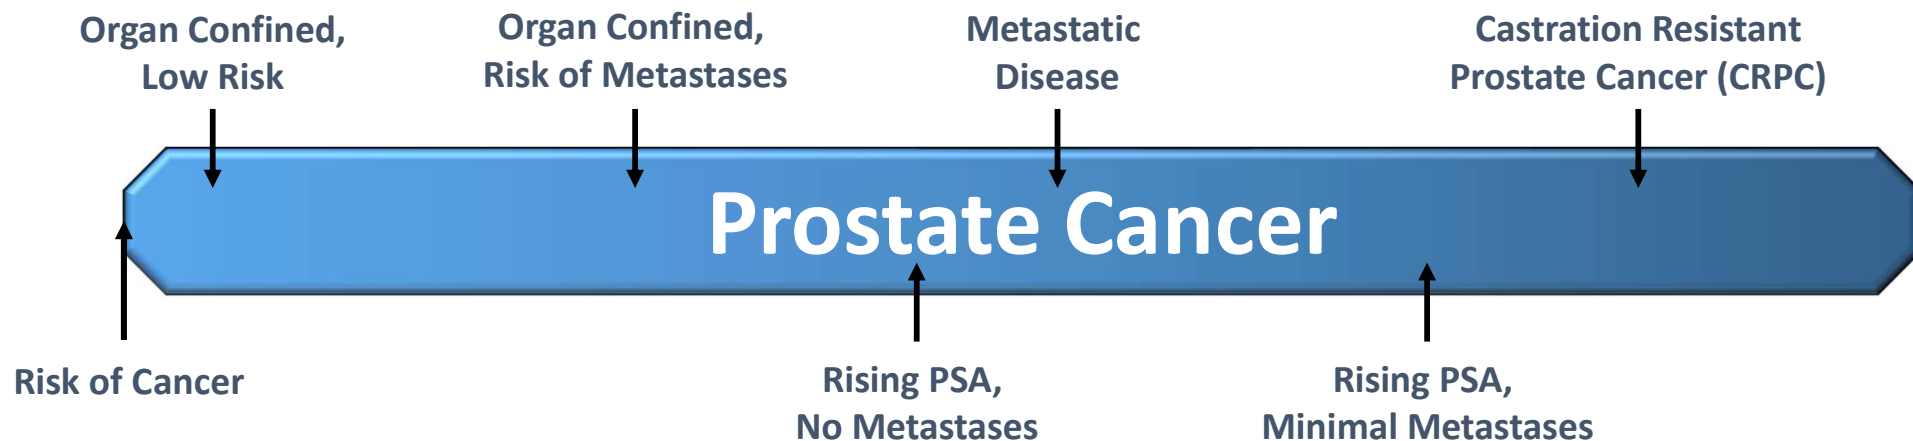 Organ Confined,
Low Risk
Organ Confined,
Risk of Metastases
Metastatic
Disease
Castration Resistant
Prostate Cancer (CRPC)
Prostate Cancer
Risk of Cancer
Rising PSA,
No Metastases
Rising PSA,
Minimal Metastases